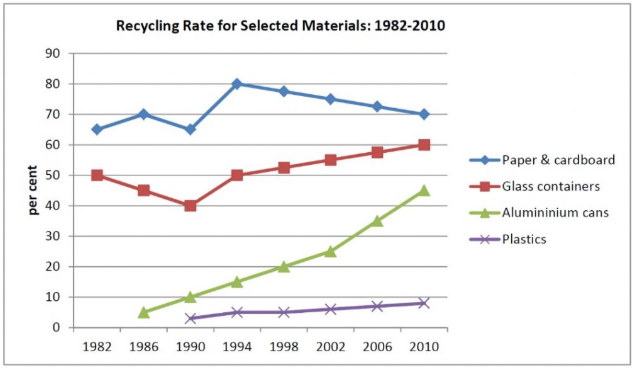 Recycling Rate for Selected Materials: 1982-2010
90
80
70
60
50
40
30
20
10
0
per cent
1982 1986 1990 1994 1998 2002 2006 2010
Paper & cardboard
Glass containers
Alumininium cans
Plastics